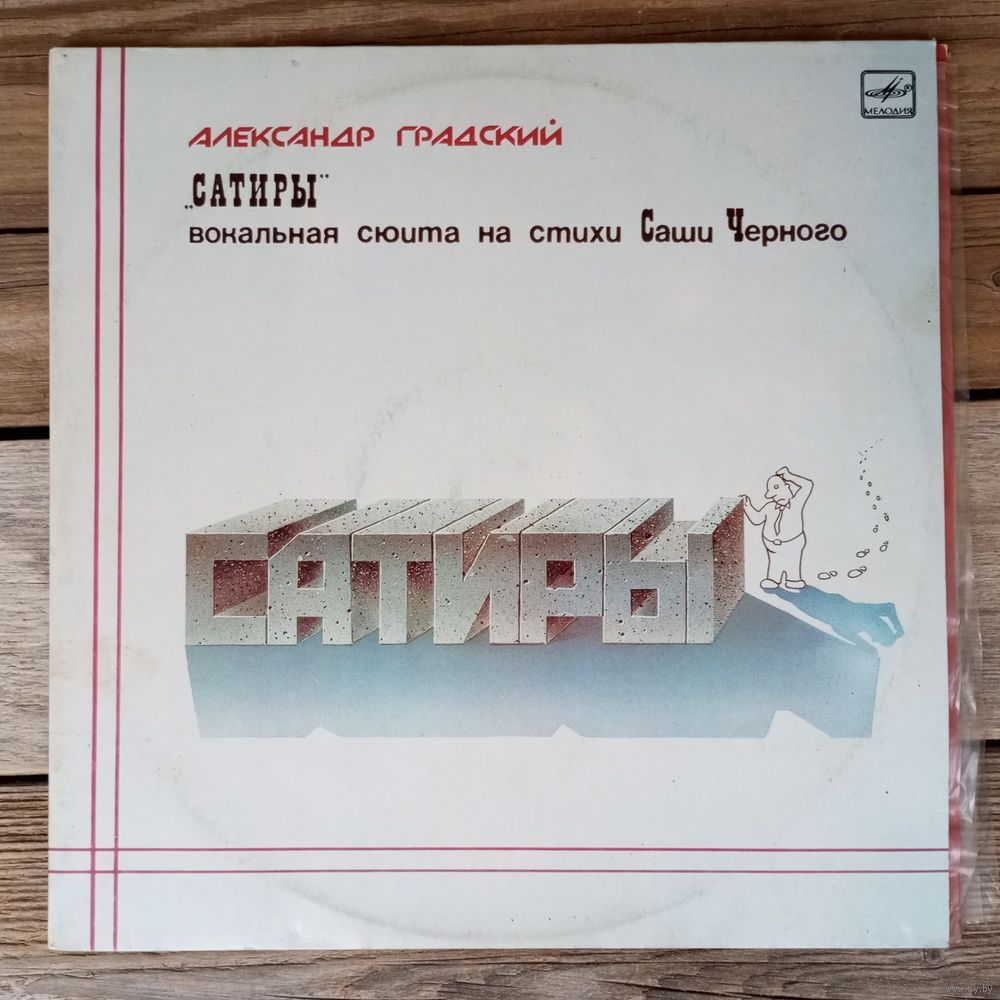 МЕЛОДИЯ
АЛЕКСАНДР ГРАДСКИЙ
„САТИРЫ“
вокальная сюита на стихи Саши Черного
САТИРЫ